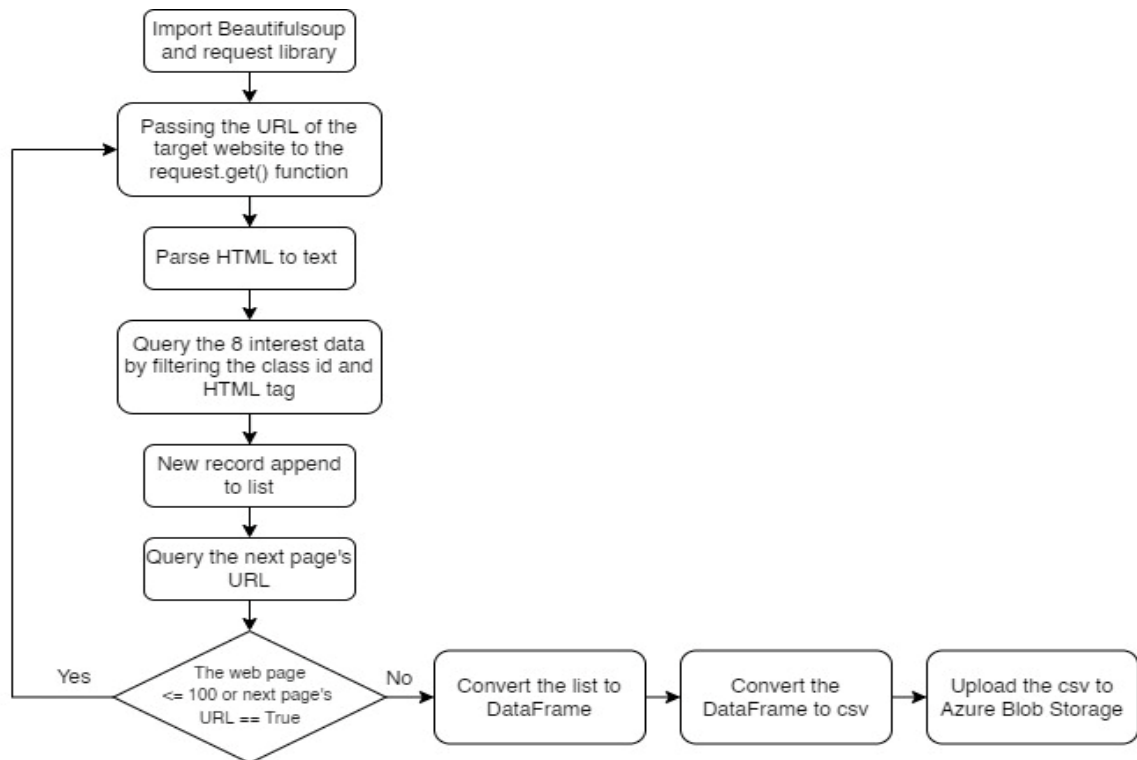 Import Beautifulsoup
and request library
Passing the URL of the
target website to the
request.get() function
Parse HTML to text
Query the 8 interest data
by filtering the class id and
HTML tag
New record append
to list
Query the next page's
URL
The web page
<= 100 or next page's
URL == True
Yes
No
Convert the list to
DataFrame
Convert the
DataFrame to csv
Upload the csv to
Azure Blob Storage